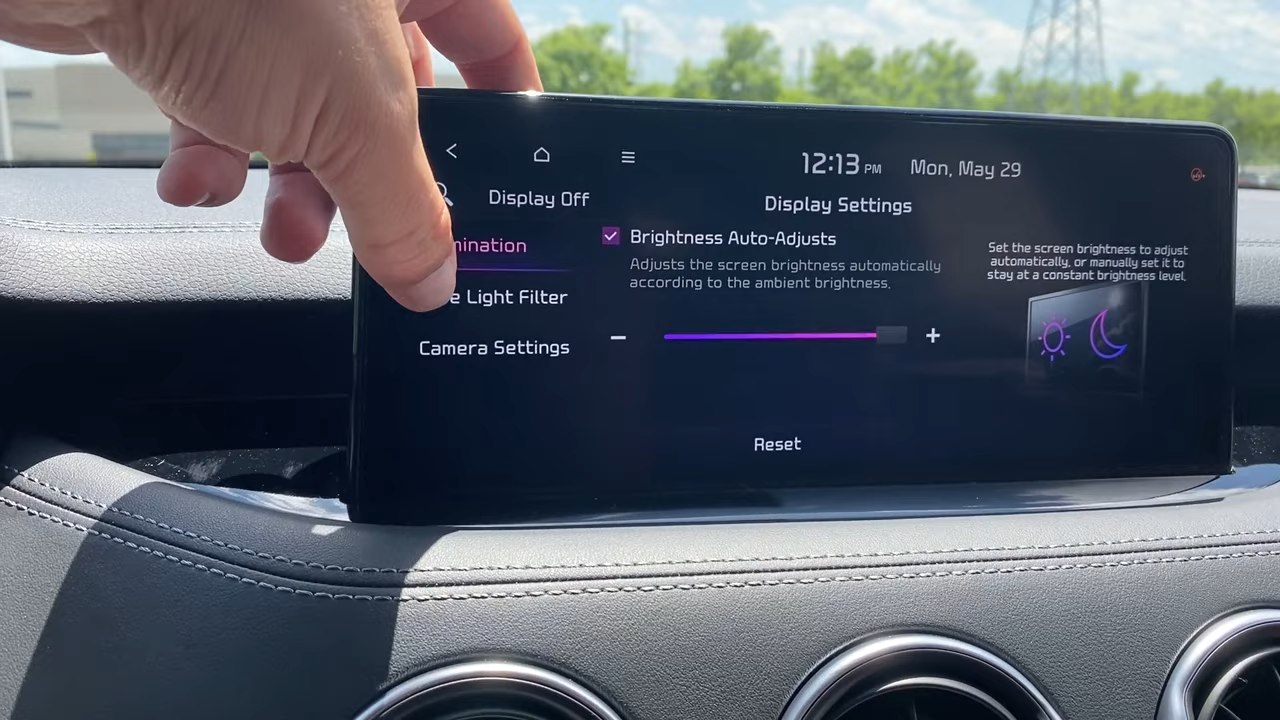 12:13 PM Mon, May 29
Display Off
Display Settings
mination
Brightness Auto-Adjusts
Adjusts the screen brightness automatically
according to the ambient brightness.
Set the screen brightness to adjust
automatically, or manually set it to
stay at a constant brightness level.
e Light Filter
Camera Settings
− +
Reset